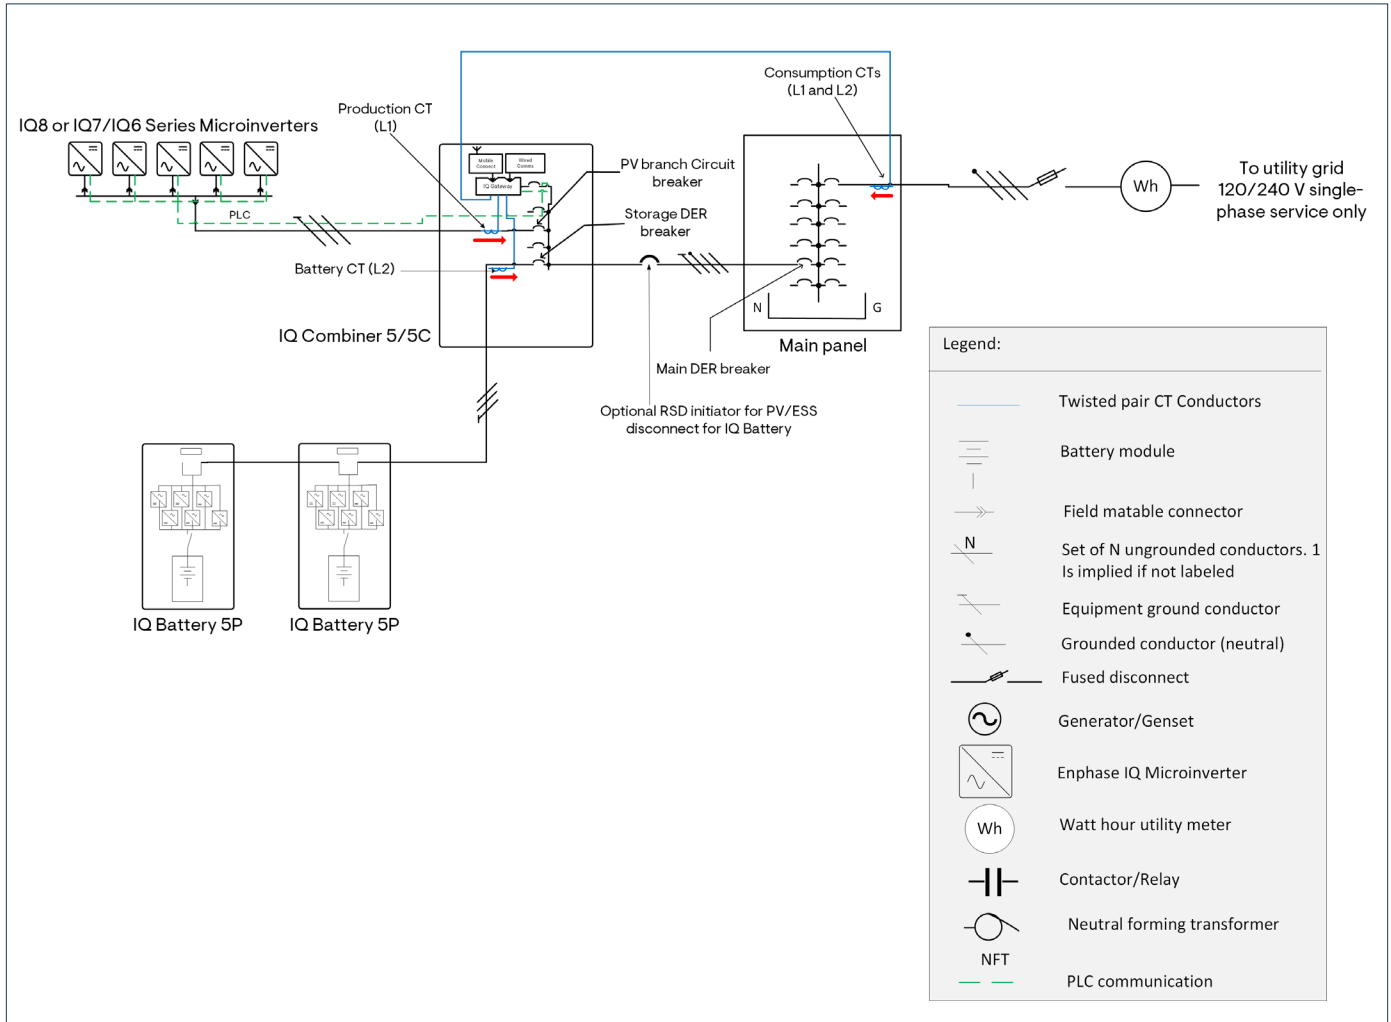 Consumption CTs
(L1 and L2)
Production CT
(L1)
IQ8 or IQ7/IQ6 Series Microinverters
Mobile
Connect
Wired
Comms
IQ Gateway
PV branch Circuit
breaker
Storage DER
breaker
PLC
Battery CT (L2)
IQ Combiner 5/5C
N
G
Main panel
Main DER breaker
Optional RSD initiator for PV/ESS
disconnect for IQ Battery
Wh
To utility grid
120/240 V single-
phase service only
IQ Battery 5P
IQ Battery 5P
Legend:
Twisted pair CT Conductors
Battery module
Field matable connector
N
Set of N ungrounded conductors. 1
Is implied if not labeled
Equipment ground conductor
Grounded conductor (neutral)
Fused disconnect
Generator/Genset
Enphase IQ Microinverter
Wh
Watt hour utility meter
Contactor/Relay
Neutral forming transformer
NFT
PLC communication